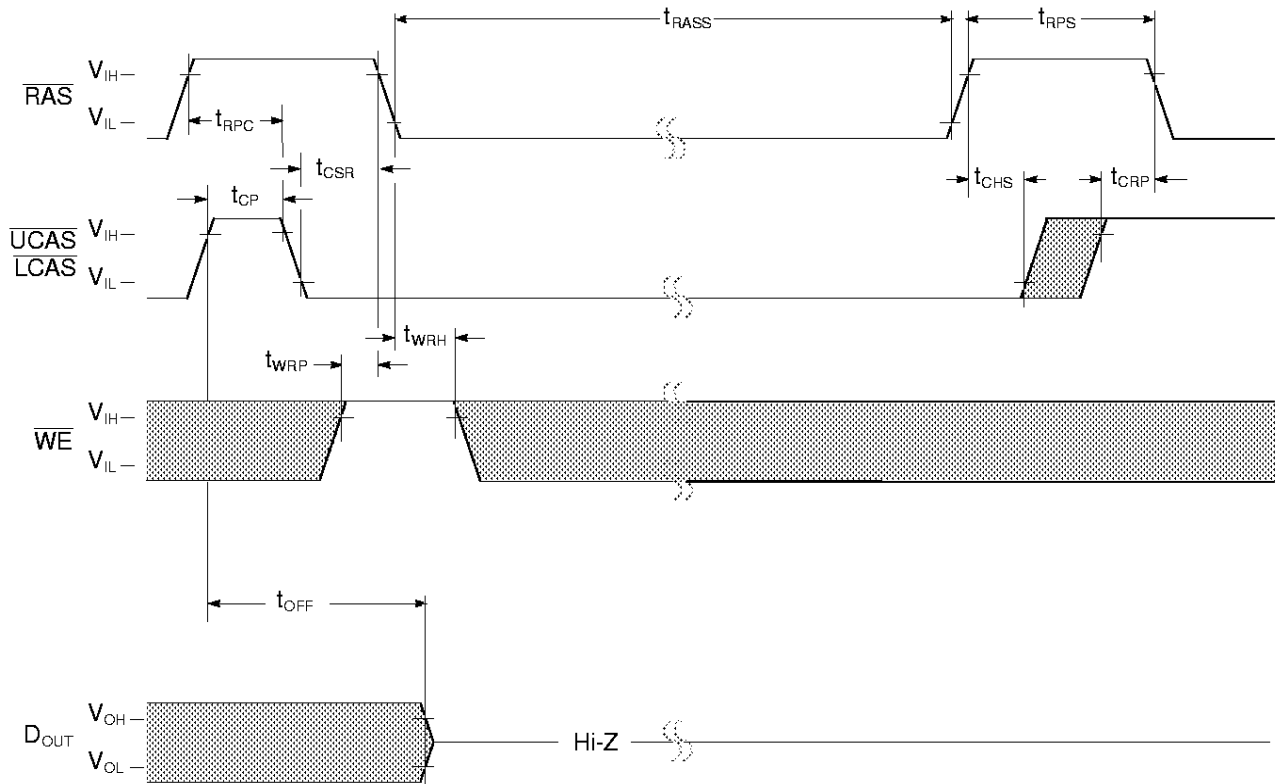 tRASS
tRPS
RAS
VIH
VIL
tRPC
tCSR
tCHS
tCRP
tCP
UCAS
LCAS
VIH
VIL
tWRH
tWRP
WE
VIH
VIL
tOFF
DOUT
VOH
VOL
Hi-Z